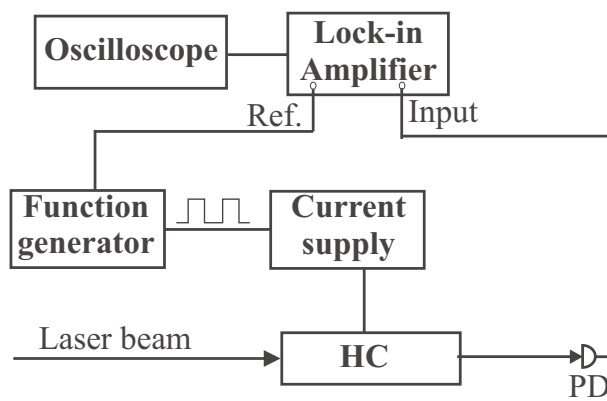 Oscilloscope
Lock-in
Amplifier
Ref.
Input
Function
generator
Current
supply
Laser beam
HC
PD